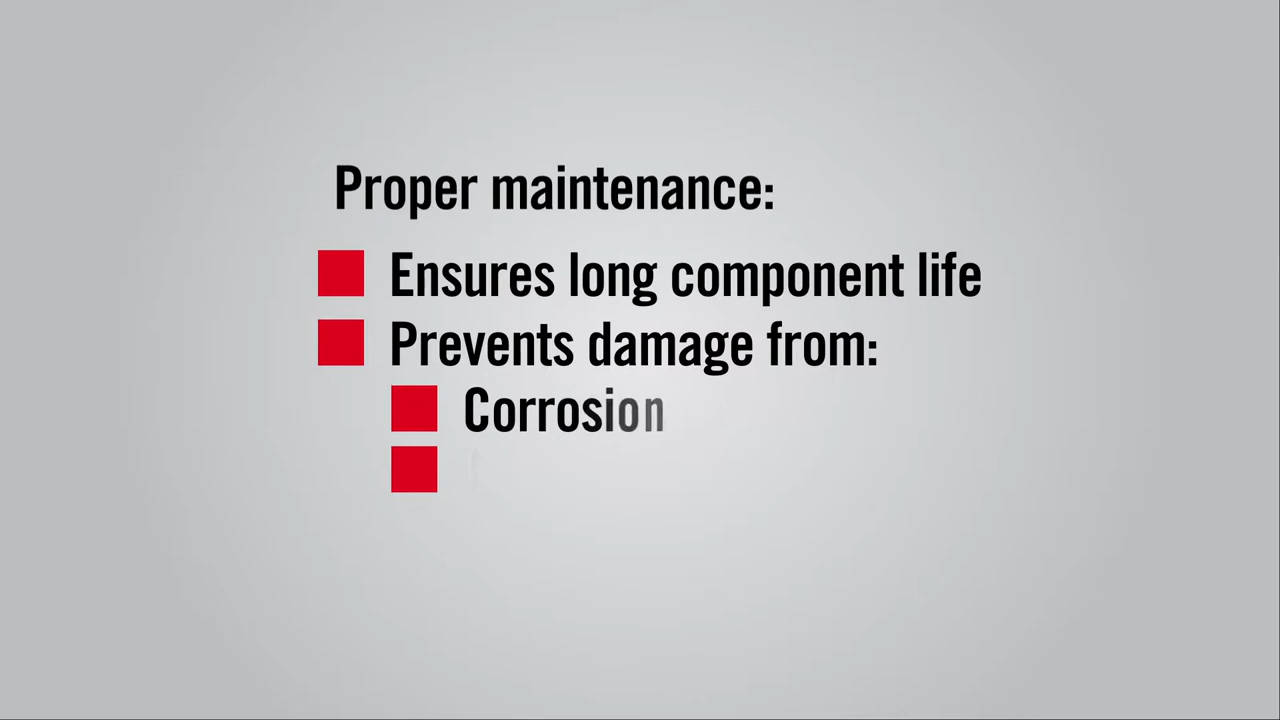 Proper maintenance:
Ensures long component life
Prevents damage from:
Corrosion